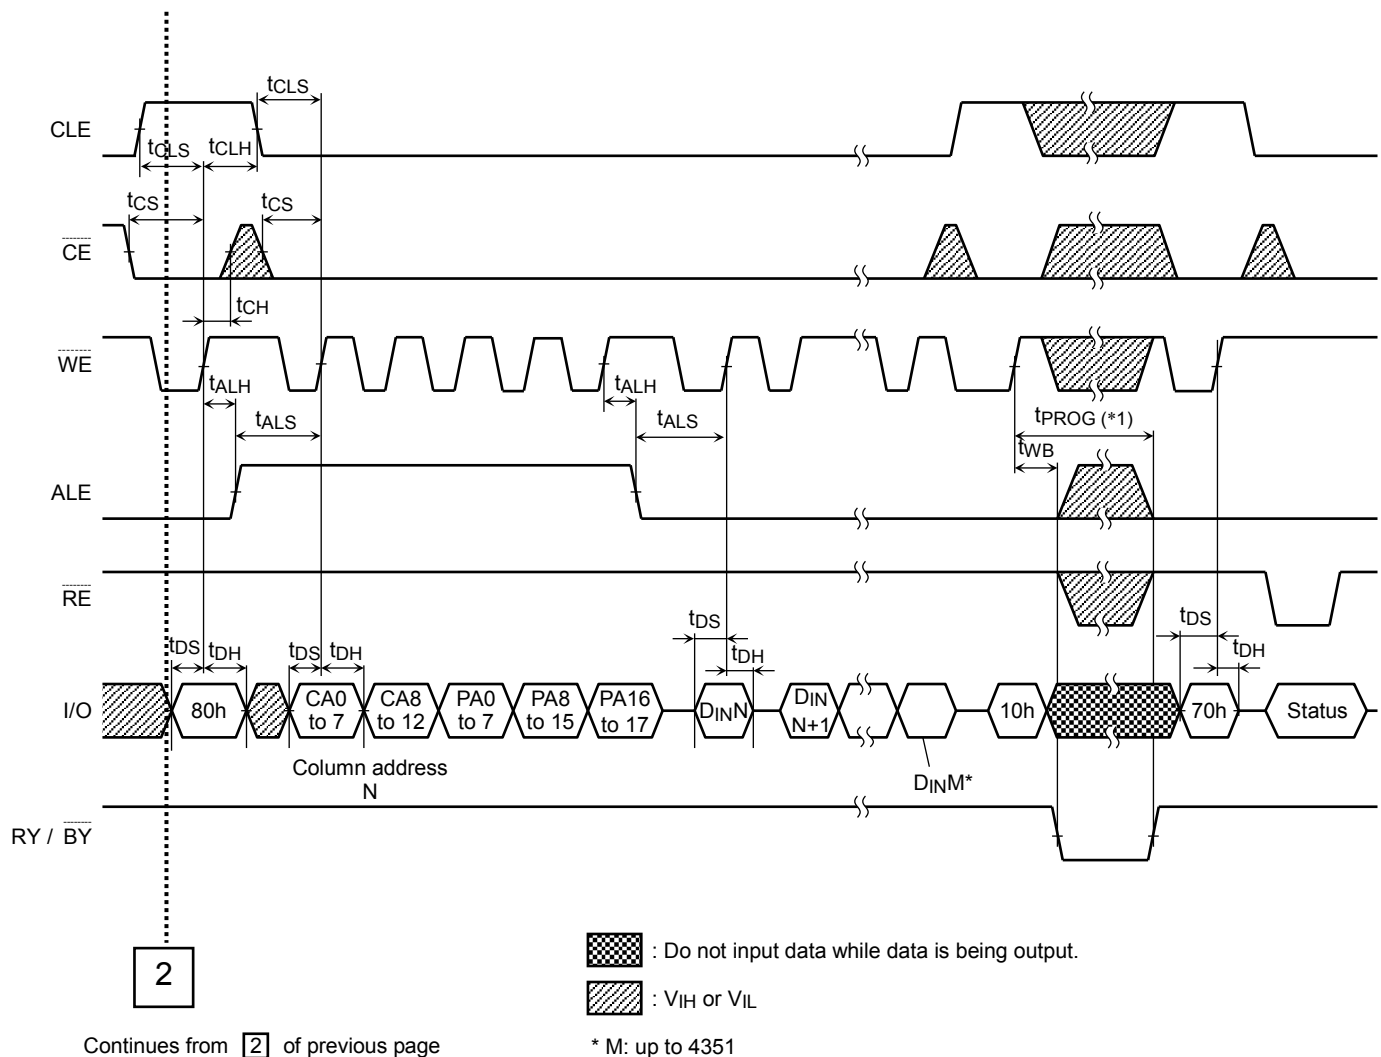 tCLS
CLE
tCLS tCLH
tCS tCS
CE
tCH
WE
tALH tALH
tALS tALS
tPROG (*1)
tWB
ALE
RE
tDS tDH tDS tDH tDS tDH tDS tDH
I/O
80h
CA0 to 7
CA8 to 12
PA0 to 7
PA8 to 15
PA16 to 17
DINN
DIN N+1
10h
70h
Status
Column address
N
DINM*
RY / BY
2
: Do not input data while data is being output.
: VIH or VIL
Continues from 2 of previous page
* M: up to 4351